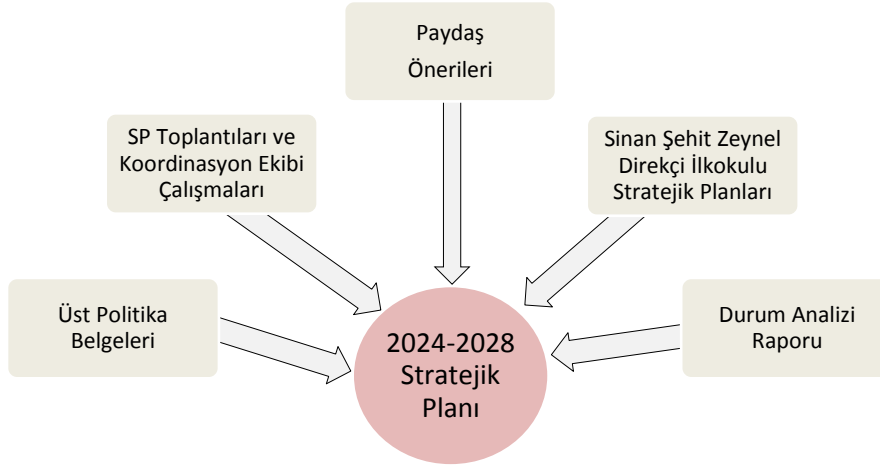 Paydaş
Önerileri
SP Toplantıları ve
Koordinasyon Ekibi
Çalışmaları
Sinan Şehit Zeynel
Direkçi İlkokulu
Stratejik Planları
Üst Politika
Belgeleri
2024-2028
Stratejik
Planı
Durum Analizi
Raporu